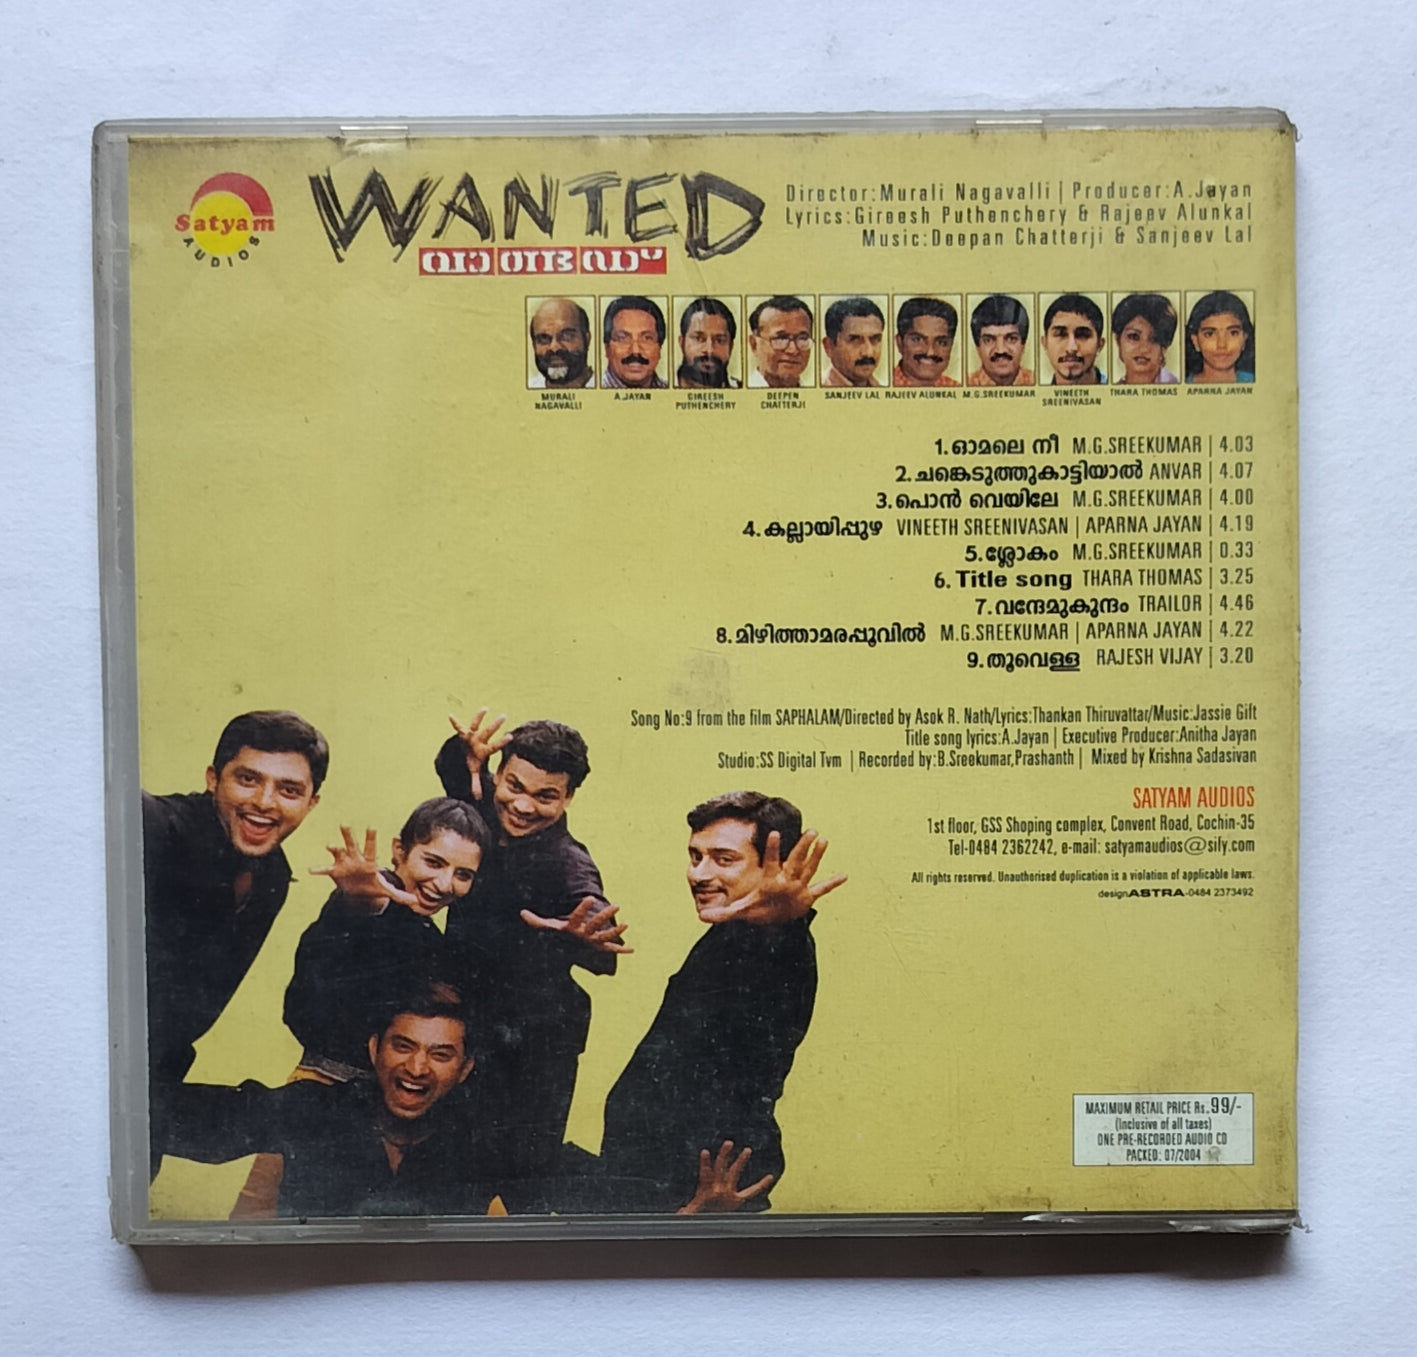 Satyam
AUDIOS
WANTED
വാണ്ടഡ്
Director:Murali Nagavalli | Producer:A.Jayan
Lyrics:Gireesh Puthenchery & Rajeev Alunkal
Music:Deepan Chatterji & Sanjeev Lal
MURALI NAGAVALLI
A.JAYAN
GIREESH PUTHENCHERY
DEEPEN CHATTERJI
SANJEEV LAL
RAJEEV ALUNKAL
M.G.SREEKUMAR
VINEETH SREENIVASAN
THARA THOMAS
APARNA JAYAN
1.ഓമലെ നീ M.G.SREEKUMAR | 4.03
2.ചങ്കെടുത്തുകാട്ടിയാൽ ANVAR | 4.07
3.പൊൻ വെയിലേ M.G.SREEKUMAR | 4.00
4.കല്ലായിപ്പുഴ VINEETH SREENIVASAN | APARNA JAYAN | 4.19
5.ശ്ലോകം M.G.SREEKUMAR | 0.33
6.Title song THARA THOMAS | 3.25
7.വന്ദേമുകുന്ദം TRAILOR | 4.46
8.മിഴിത്താമരപ്പൂവിൽ M.G.SREEKUMAR | APARNA JAYAN | 4.22
9.തൂവെള്ള RAJESH VIJAY | 3.20
Song No:9 from the film SAPHALAM/Directed by Asok R. Nath/Lyrics:Thankan Thiruvattar/Music:Jassie Gift
Title song lyrics:A.Jayan | Executive Producer:Anitha Jayan
Studio:SS Digital Tvm | Recorded by:B.Sreekumar,Prashanth | Mixed by Krishna Sadasivan
SATYAM AUDIOS
1st floor, GSS Shoping complex, Convent Road, Cochin-35
Tel-0484 2362242, e-mail: satyamaudios@sify.com
All rights reserved. Unauthorised duplication is a violation of applicable laws.
designASTRA-0484 2373492
MAXIMUM RETAIL PRICE Rs.99/-
(Inclusive of all taxes)
ONE PRE-RECORDED AUDIO CD
PACKED: 07/2004